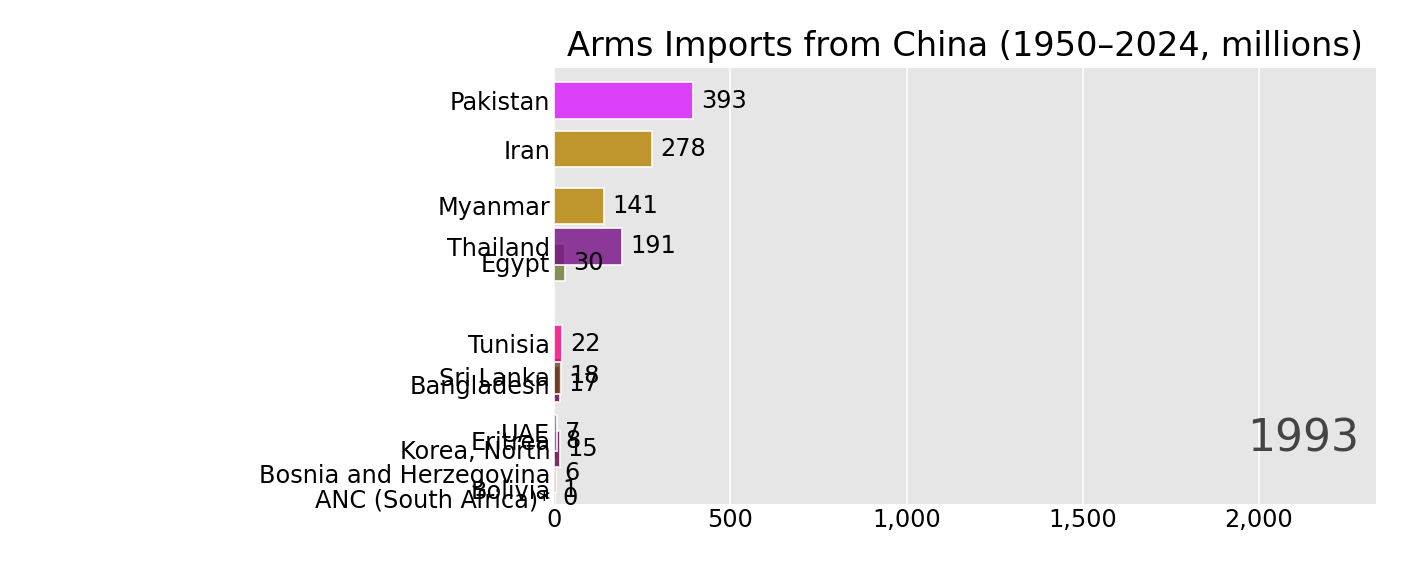 Arms Imports from China (1950–2024, millions)
Pakistan 393
Iran 278
Myanmar 141
Thailand 191
Egypt 30
Tunisia 22
Sri Lanka 18
Bangladesh 17
UAE 7
Eritrea 8
Korea, North 15
Bosnia and Herzegovina 6
Bolivia 1
ANC (South Africa)* 0
1993
0 500 1,000 1,500 2,000